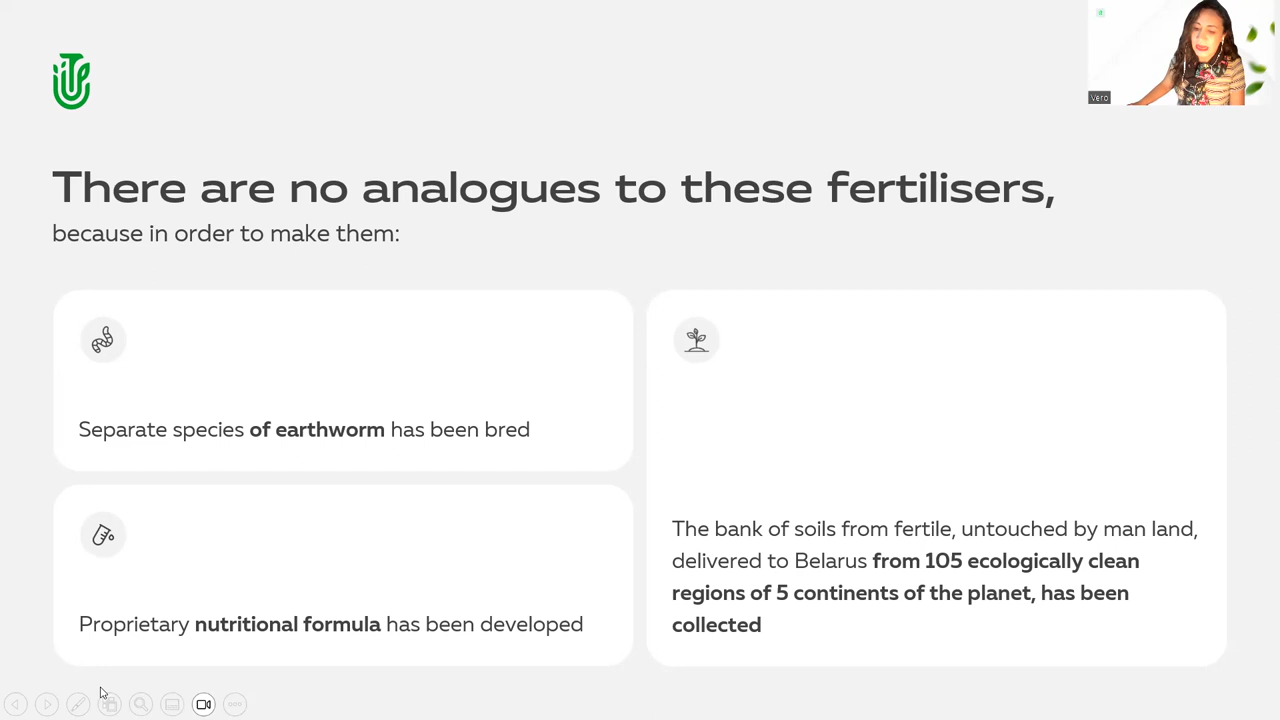 Vero
There are no analogues to these fertilisers,
because in order to make them:
Separate species of earthworm has been bred
Proprietary nutritional formula has been developed
The bank of soils from fertile, untouched by man land,
delivered to Belarus from 105 ecologically clean
regions of 5 continents of the planet, has been
collected